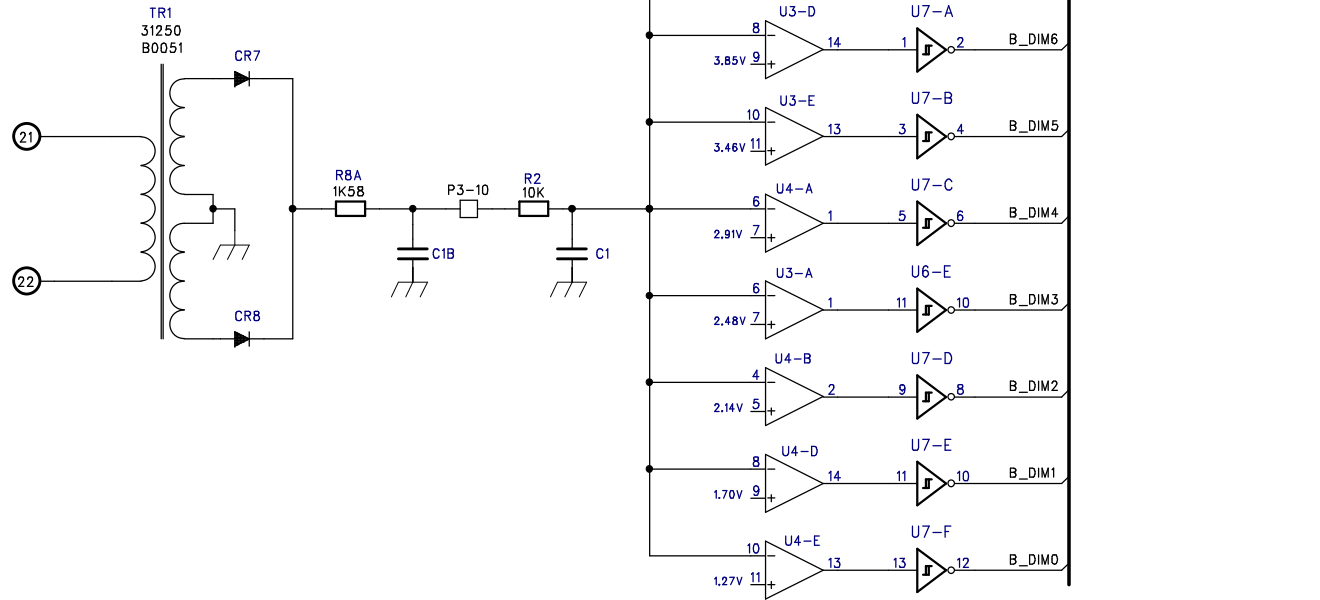 TR1
31250
B0051
CR7
21
22
CR8
R8A
1K58
P3-10
R2
10K
C1B
C1
U3-D
8
3.85V 9
14
U7-A
1
2
B_DIM6
U3-E
10
3.46V 11
13
U7-B
3
4
B_DIM5
U4-A
6
2.91V 7
1
U7-C
5
6
B_DIM4
U3-A
6
2.48V 7
1
U6-E
11
10
B_DIM3
U4-B
4
2.14V 5
2
U7-D
9
8
B_DIM2
U4-D
8
1.70V 9
14
U7-E
11
10
B_DIM1
U4-E
10
1.27V 11
13
U7-F
13
12
B_DIM0